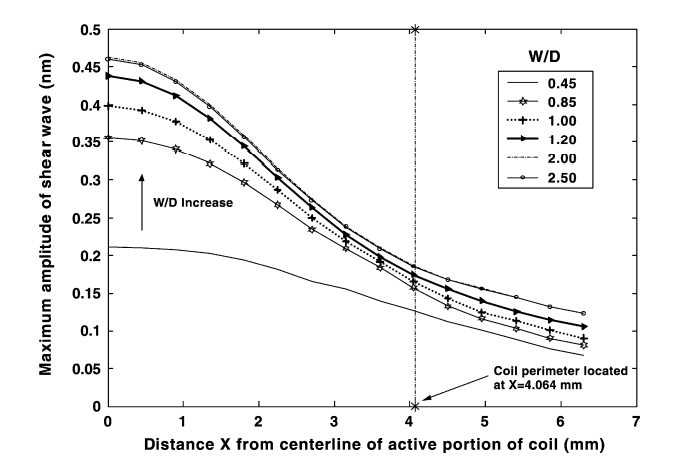 0.5
0.45
0.4
0.35
0.3
0.25
0.2
0.15
0.1
0.05
0
Maximum amplitude of shear wave (nm)
W/D
0.45
0.85
1.00
1.20
2.00
2.50
W/D Increase
Coil perimeter located
at X=4.064 mm
0 1 2 3 4 5 6 7
Distance X from centerline of active portion of coil (mm)